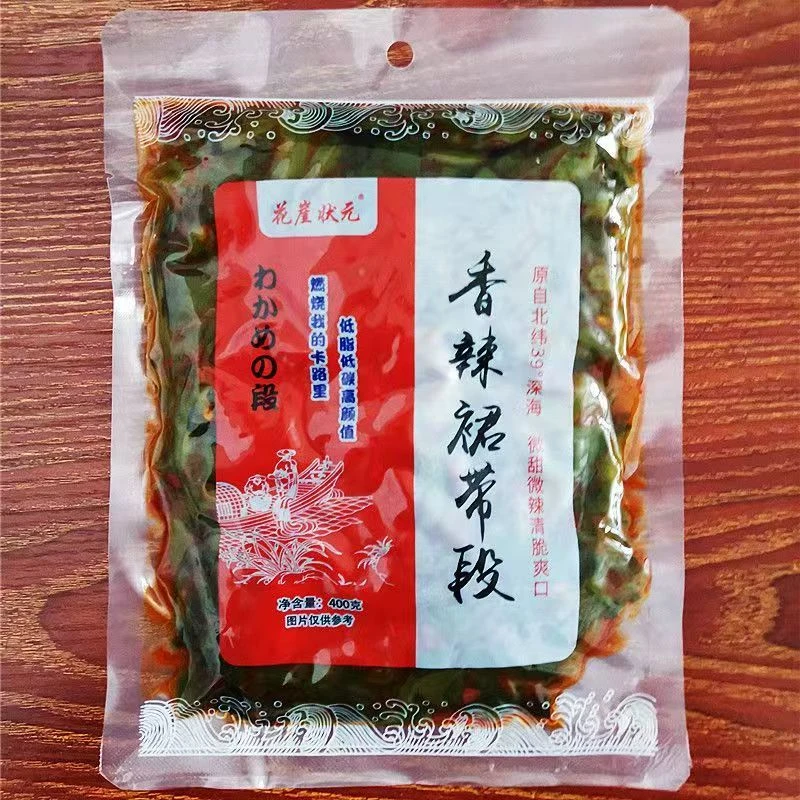 花崖状元®
わかめの段
燃烧我的卡路里
低脂低碳高颜值
净含量：400克
图片仅供参考
香辣裙带段
原自北纬39°深海 微甜微辣清脆爽口